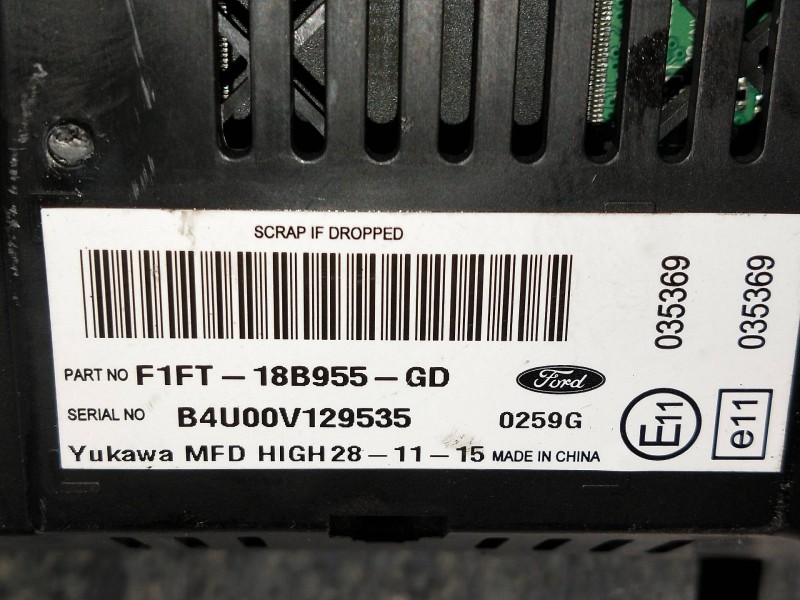 SCRAP IF DROPPED
PART NO F1FT-18B955-GD
Ford
SERIAL NO B4U00V129535
0259G
Yukawa MFD HIGH 28-11-15 MADE IN CHINA
035369
035369
E11
e11